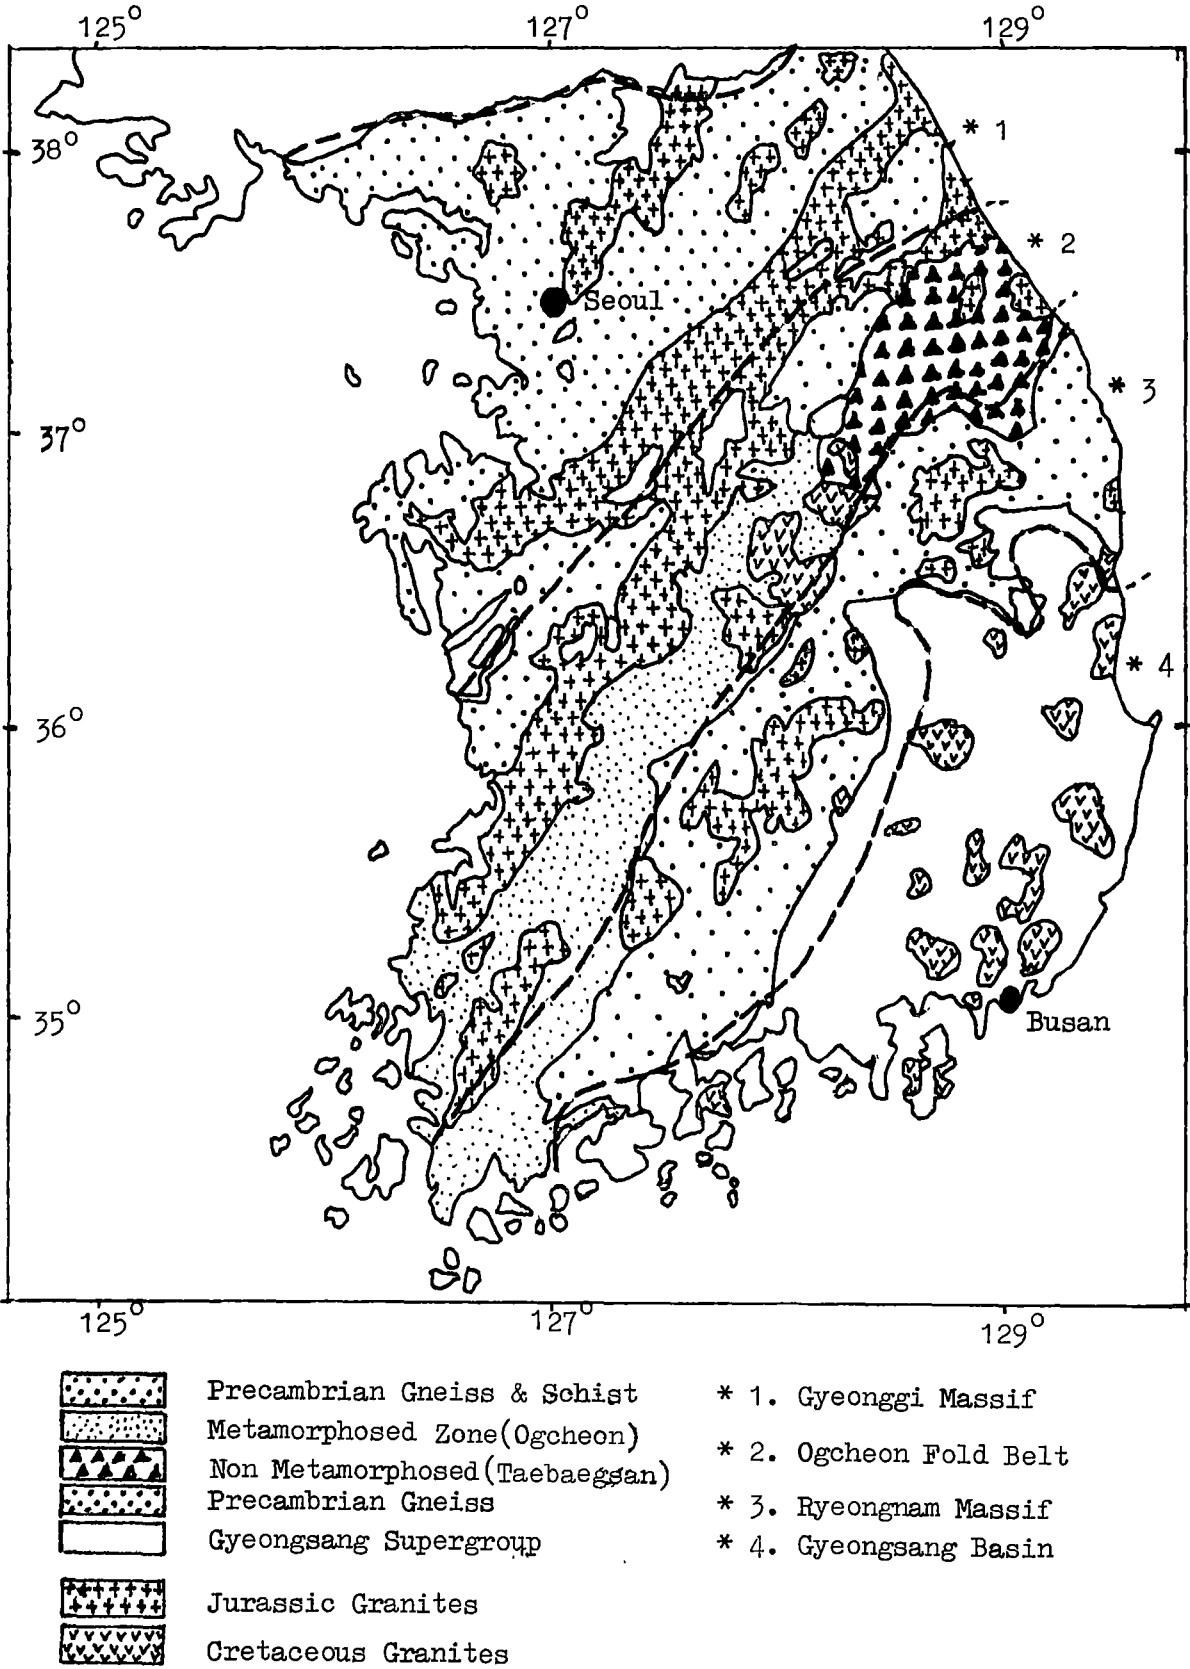 125° 127° 129°
38°
* 1
* 2
Seoul
* 3
37°
* 4
36°
35°
Busan
125° 127° 129°
Precambrian Gneiss & Schist
Metamorphosed Zone(Ogcheon)
Non Metamorphosed(Taebaegsan)
Precambrian Gneiss
Gyeongsang Supergroup
Jurassic Granites
Cretaceous Granites
* 1. Gyeonggi Massif
* 2. Ogcheon Fold Belt
* 3. Ryeongnam Massif
* 4. Gyeongsang Basin